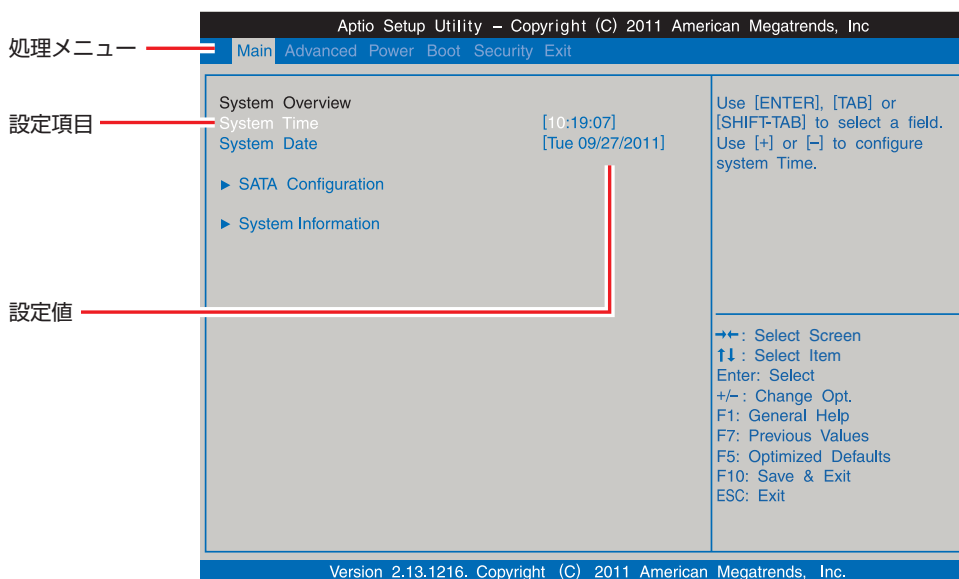 Aptio Setup Utility – Copyright (C) 2011 American Megatrends, Inc
処理メニュー
Main Advanced Power Boot Security Exit
System Overview
設定項目
System Time [10:19:07]
System Date [Tue 09/27/2011]
► SATA Configuration
► System Information
設定値
Use [ENTER], [TAB] or
[SHIFT-TAB] to select a field.
Use [+] or [–] to configure
system Time.
→←: Select Screen
↑↓: Select Item
Enter: Select
+/–: Change Opt.
F1: General Help
F7: Previous Values
F5: Optimized Defaults
F10: Save & Exit
ESC: Exit
Version 2.13.1216. Copyright (C) 2011 American Megatrends, Inc.